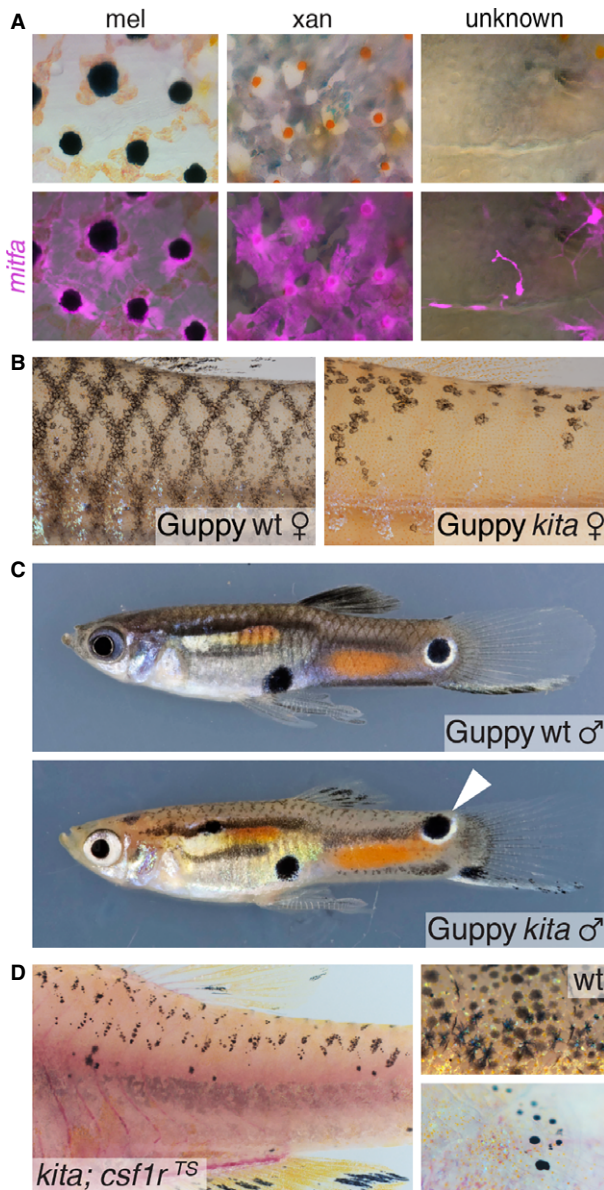 A
mel xan unknown
mitfa
B
Guppy wt ♀ Guppy kita ♀
C
Guppy wt ♂
Guppy kita ♂
D
wt
kita; csf1r TS